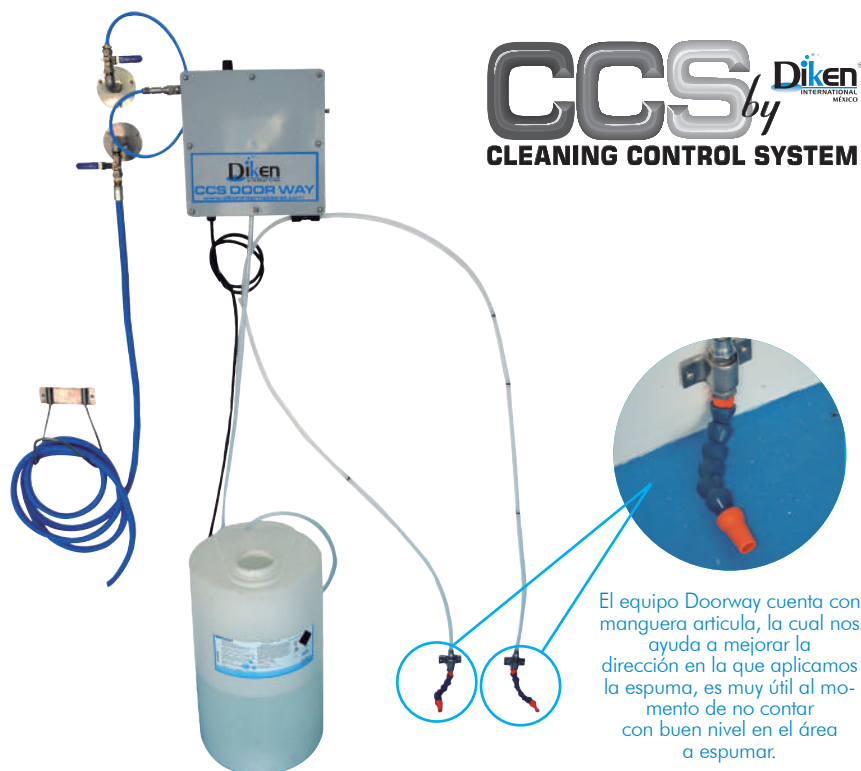 CCS by Diken®
INTERNATIONAL
MÉXICO
CLEANING CONTROL SYSTEM
Diken
CCS DOOR WAY
El equipo Doorway cuenta con
manguera articula, la cual nos
ayuda a mejorar la
dirección en la que aplicamos
la espuma, es muy útil al mo-
mento de no contar
con buen nivel en el área
a espumar.